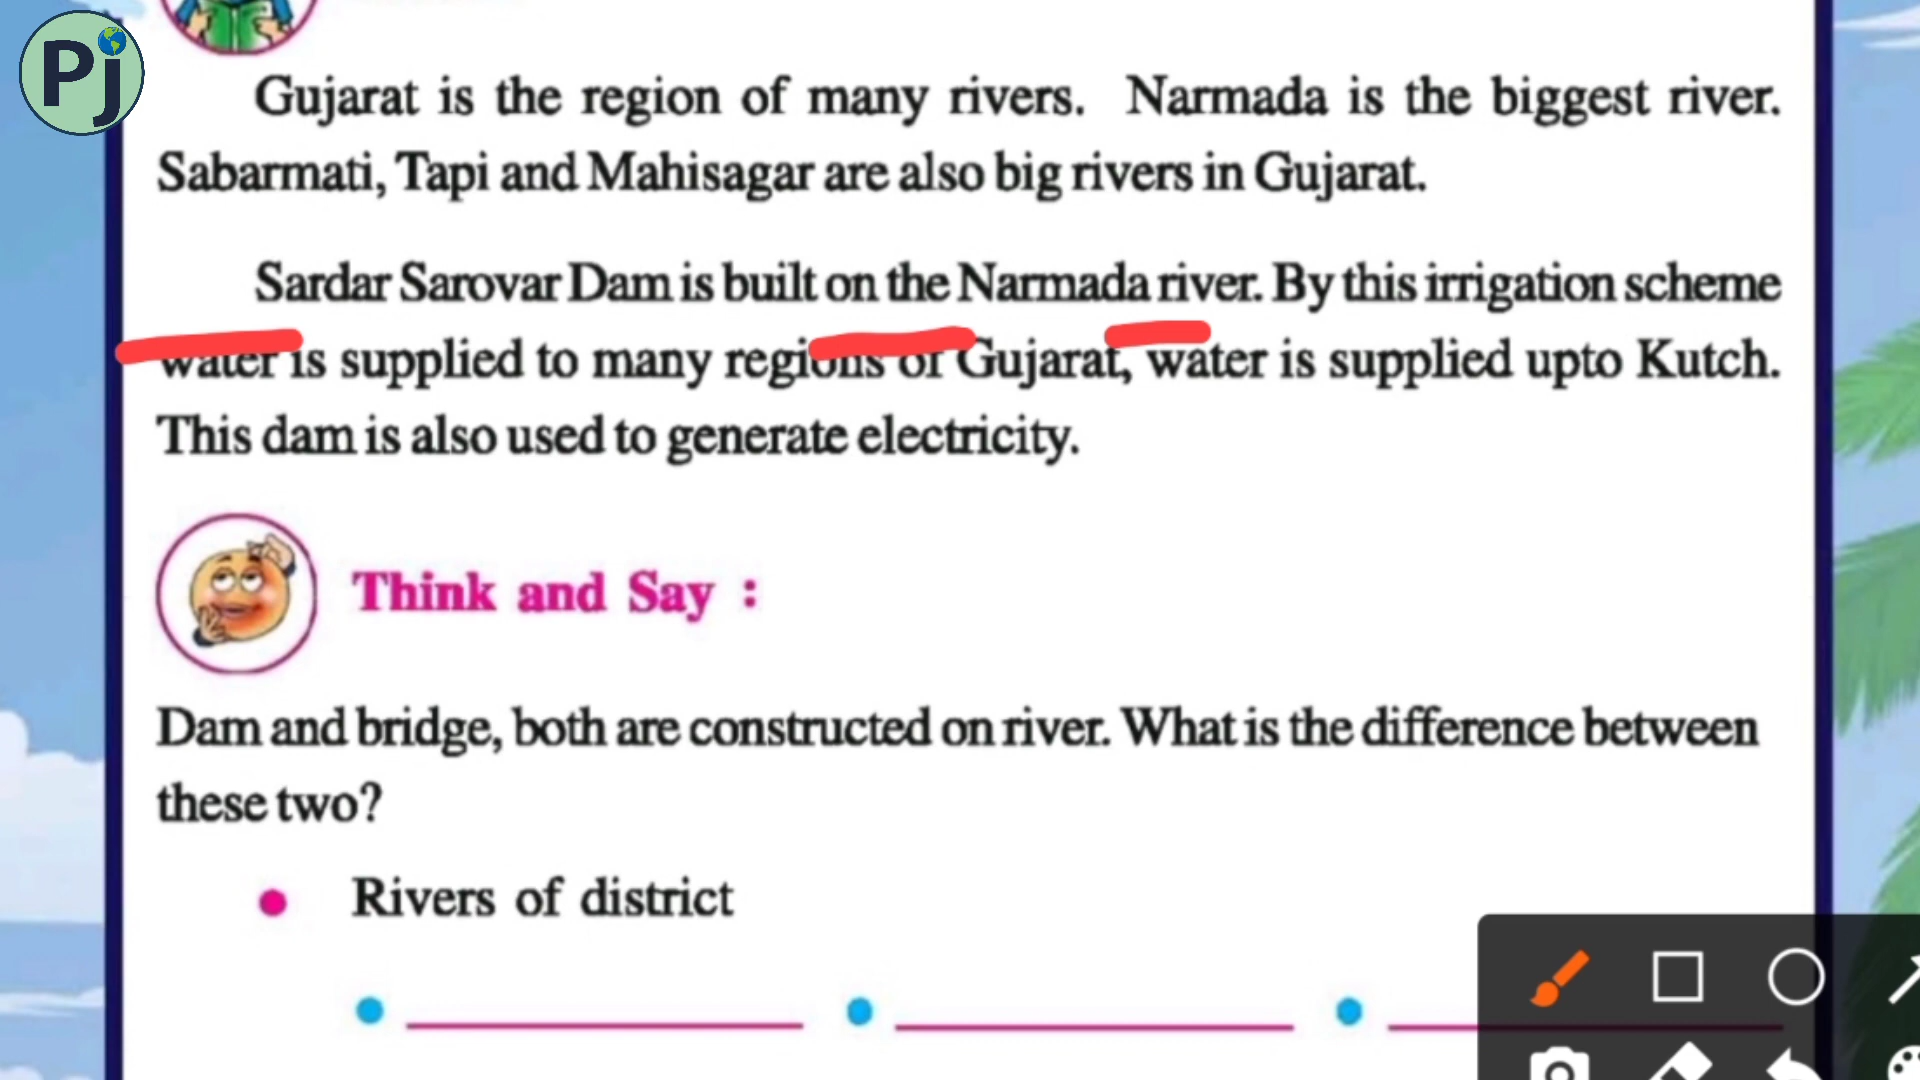 Pj
Gujarat is the region of many rivers. Narmada is the biggest river.
Sabarmati, Tapi and Mahisagar are also big rivers in Gujarat.
Sardar Sarovar Dam is built on the Narmada river. By this irrigation scheme
water is supplied to many regions of Gujarat, water is supplied upto Kutch.
This dam is also used to generate electricity.
Think and Say :
Dam and bridge, both are constructed on river. What is the difference between
these two?
Rivers of district